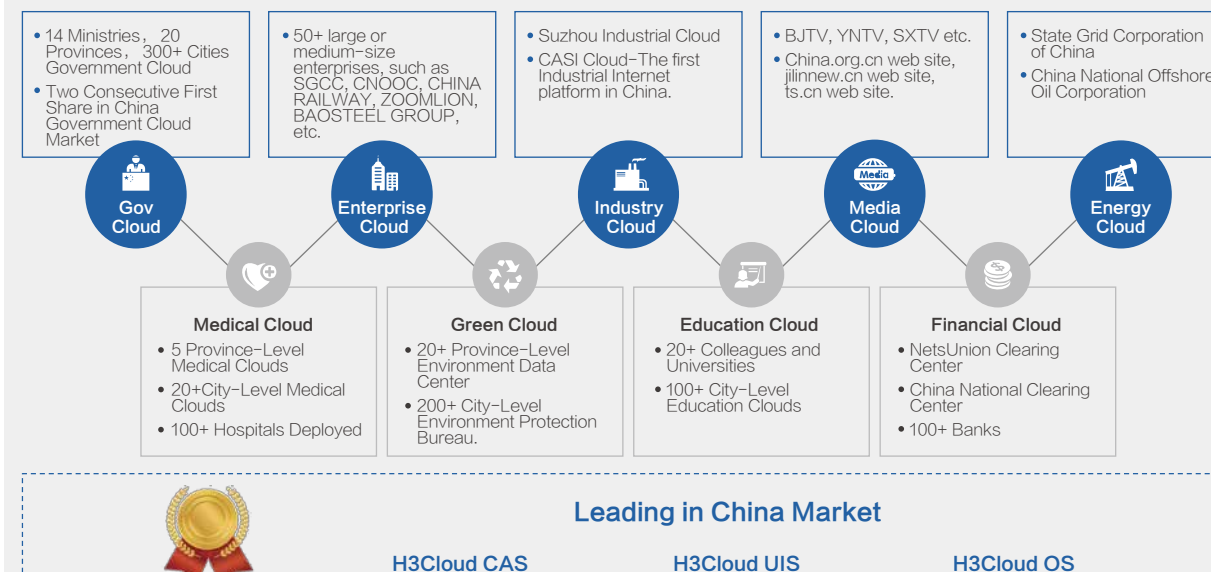 • 14 Ministries, 20
Provinces, 300+ Cities
Government Cloud
• Two Consecutive First
Share in China
Government Cloud
Market
Gov
Cloud
• 50+ large or
medium-size
enterprises, such as
SGCC, CNOOC, CHINA
RAILWAY, ZOOMLION,
BAOSTEEL GROUP,
etc.
Enterprise
Cloud
• Suzhou Industrial Cloud
• CASI Cloud-The first
Industrial Internet
platform in China.
Industry
Cloud
• BJTV, YNTV, SXTV etc.
• China.org.cn web site,
jilinnew.cn web site,
ts.cn web site.
Media
Media
Cloud
• State Grid Corporation
of China
• China National Offshore
Oil Corporation
Energy
Cloud
Medical Cloud
• 5 Province-Level
Medical Clouds
• 20+City-Level Medical
Clouds
• 100+ Hospitals Deployed
Green Cloud
• 20+ Province-Level
Environment Data
Center
• 200+ City-Level
Environment Protection
Bureau.
Education Cloud
• 20+ Colleagues and
Universities
• 100+ City-Level
Education Clouds
Financial Cloud
• NetsUnion Clearing
Center
• China National Clearing
Center
• 100+ Banks
Leading in China Market
H3Cloud CAS
H3Cloud UIS
H3Cloud OS